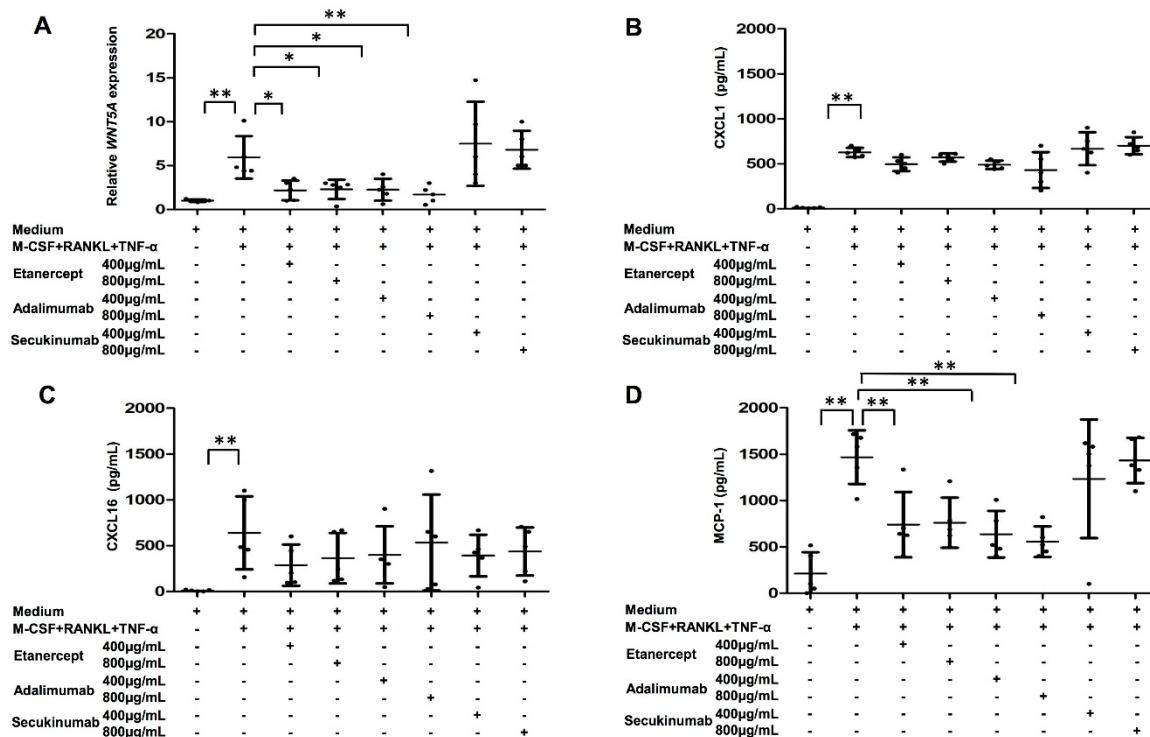 A
Relative WNT5A expression
20
15
10
5
0
** * * * **
Medium + + + + + + + +
M-CSF+RANKL+TNF-α - + + + + + + +
Etanercept
400µg/mL - - + - - - - -
800µg/mL - - - + - - - -
Adalimumab
400µg/mL - - - - + - - -
800µg/mL - - - - - + - -
Secukinumab
400µg/mL - - - - - - + -
800µg/mL - - - - - - - +
B
CXCL1
(pg/mL)
2000
1500
1000
500
0
**
Medium + + + + + + + +
M-CSF+RANKL+TNF-α - + + + + + + +
Etanercept
400µg/mL - - + - - - - -
800µg/mL - - - + - - - -
Adalimumab
400µg/mL - - - - + - - -
800µg/mL - - - - - + - -
Secukinumab
400µg/mL - - - - - - + -
800µg/mL - - - - - - - +
C
CXCL16
(pg/mL)
2000
1500
1000
500
0
**
Medium + + + + + + + +
M-CSF+RANKL+TNF-α - + + + + + + +
Etanercept
400µg/mL - - + - - - - -
800µg/mL - - - + - - - -
Adalimumab
400µg/mL - - - - + - - -
800µg/mL - - - - - + - -
Secukinumab
400µg/mL - - - - - - + -
800µg/mL - - - - - - - +
D
MCP-1
(pg/mL)
2000
1500
1000
500
0
** ** ** **
Medium + + + + + + + +
M-CSF+RANKL+TNF-α - + + + + + + +
Etanercept
400µg/mL - - + - - - - -
800µg/mL - - - + - - - -
Adalimumab
400µg/mL - - - - + - - -
800µg/mL - - - - - + - -
Secukinumab
400µg/mL - - - - - - + -
800µg/mL - - - - - - - +